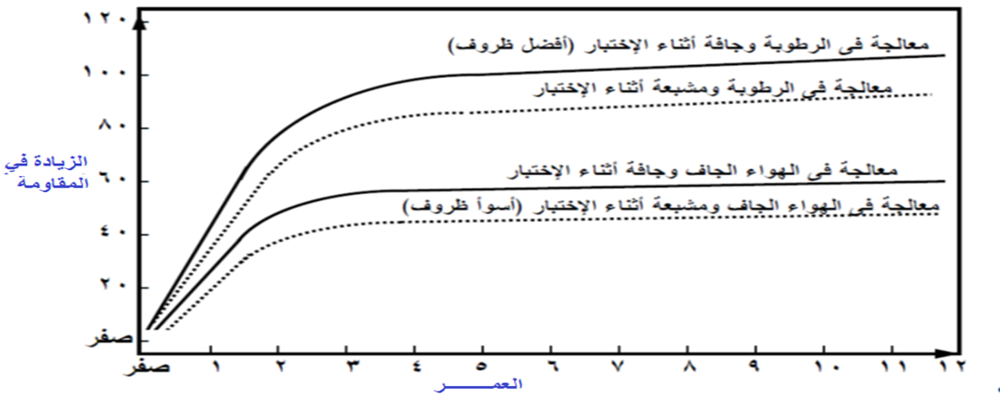 ١٢٠
معالجة فى الرطوبة وجافة أثناء الإختبار (أفضل ظروف)
١٠٠
معالجة في الرطوبة ومشبعة أثناء الإختبار
٨٠
الزيادة في
المقاومة
معالجة في الهواء الجاف وجافة أثناء الإختبار
٦٠
معالجة في الهواء الجاف ومشبعة أثناء الإختبار (أسوأ ظروف)
٤٠
٢٠
صفر
صفر ١ ٢ ٣ ٤ ٥ ٦ ٧ ٨ ٩ ١٠ ١١ ١٢
العمــــــر